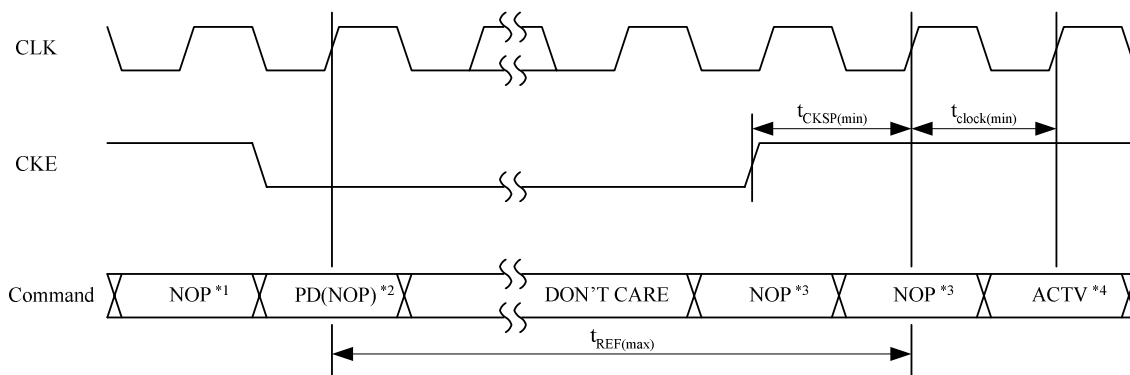 CLK
tCKSP(min)
tclock(min)
CKE
Command
NOP *1
PD(NOP) *2
DON'T CARE
NOP *3
NOP *3
ACTV *4
tREF(max)